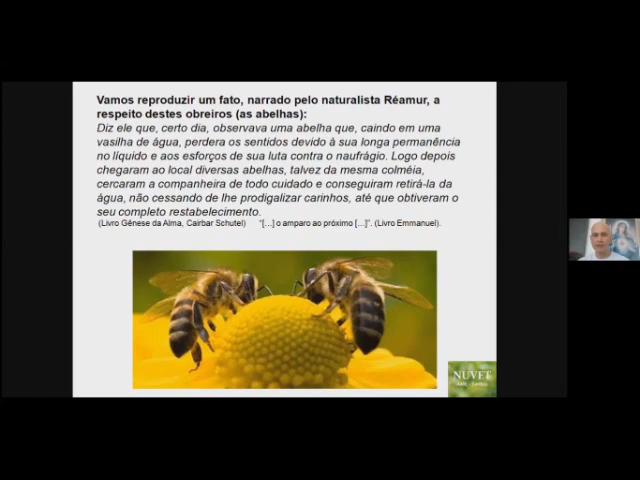 Vamos reproduzir um fato, narrado pelo naturalista Réamur, a
respeito destes obreiros (as abelhas):
Diz ele que, certo dia, observava uma abelha que, caindo em uma
vasilha de água, perdera os sentidos devido à sua longa permanência
no líquido e aos esforços de sua luta contra o naufrágio. Logo depois
chegaram ao local diversas abelhas, talvez da mesma colméia,
cercaram a companheira de todo cuidado e conseguiram retirá-la da
água, não cessando de lhe prodigalizar carinhos, até que obtiveram o
seu completo restabelecimento.
(Livro Gênese da Alma, Cairbar Schutel) “[...] o amparo ao próximo [...]”. (Livro Emmanuel).
NUVET